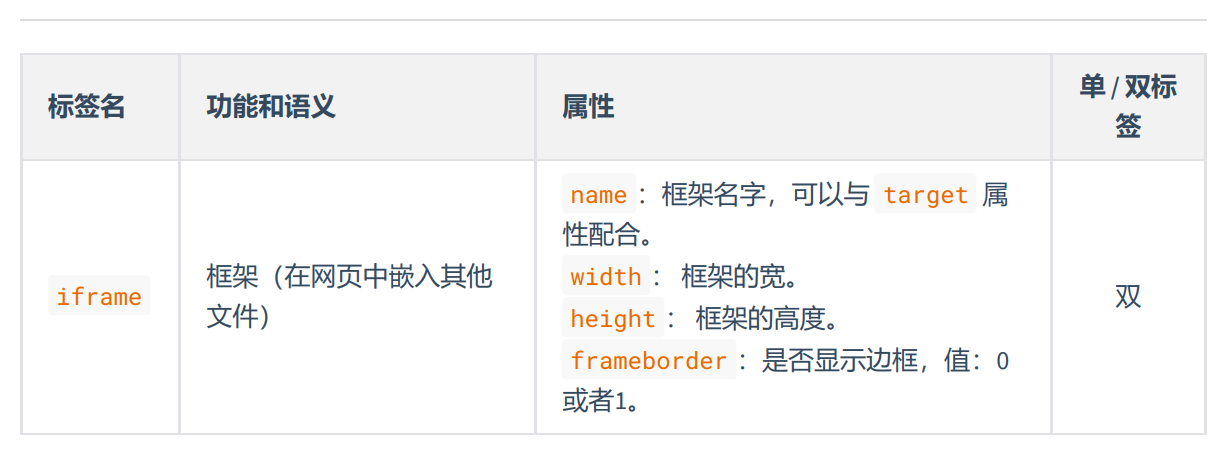 标签名
功能和语义
属性
单 / 双标
签
iframe
框架（在网页中嵌入其他
文件）
name：框架名字，可以与 target 属
性配合。
width： 框架的宽。
height： 框架的高度。
frameborder：是否显示边框，值：0
或者1。
双